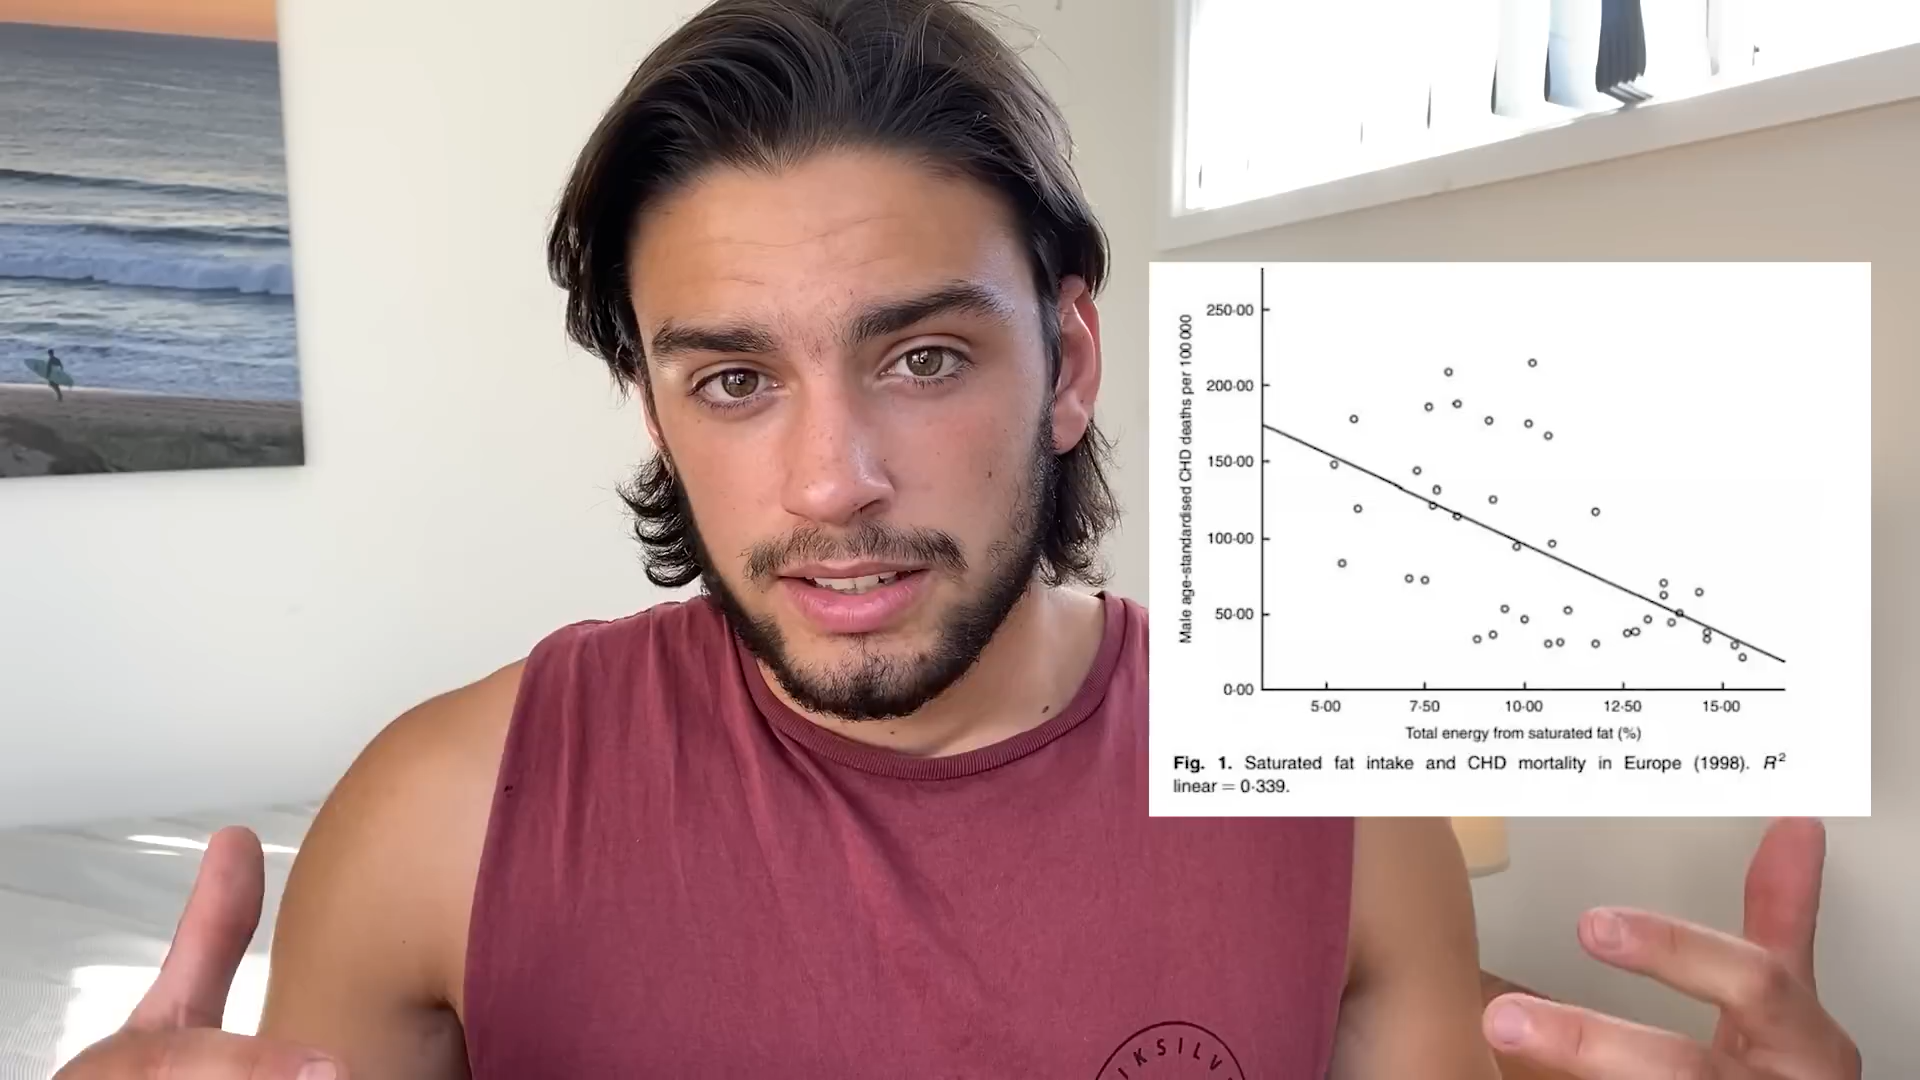 250·00
200·00
150·00
100·00
50·00
0·00
Male age-standardised CHD deaths per 100 000
5·00 7·50 10·00 12·50 15·00
Total energy from saturated fat (%)
Fig. 1. Saturated fat intake and CHD mortality in Europe (1998). R²
linear = 0·339.
IKSILV